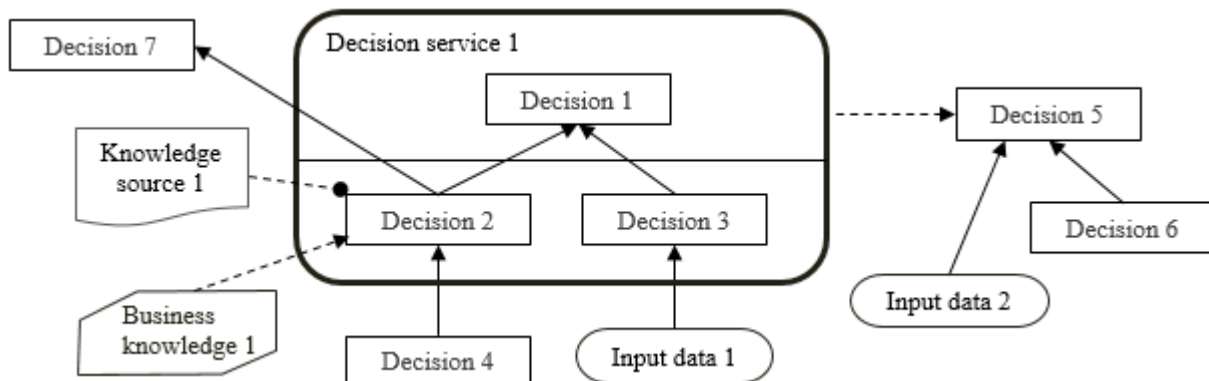 Decision 7
Decision service 1
Decision 1
Decision 5
Knowledge
source 1
Decision 2
Decision 3
Decision 6
Business
knowledge 1
Input data 2
Decision 4
Input data 1